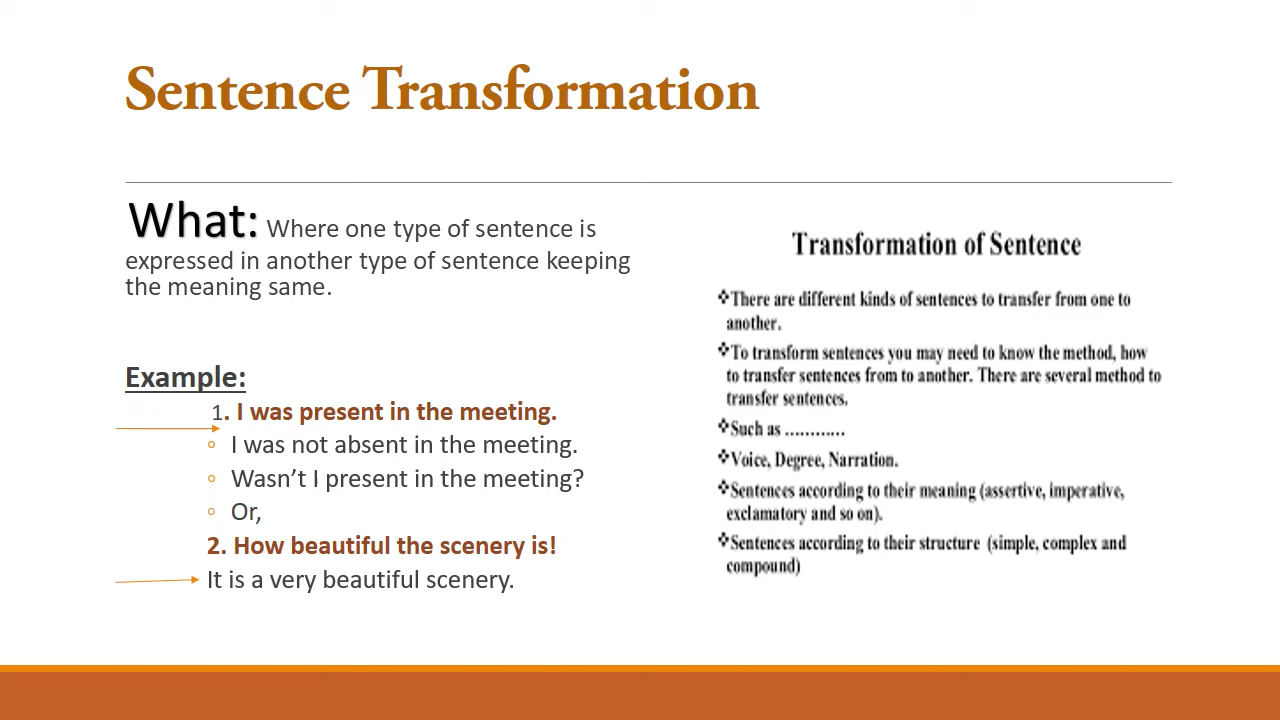 Sentence Transformation
What: Where one type of sentence is
expressed in another type of sentence keeping
the meaning same.
Example:
1. I was present in the meeting.
◦ I was not absent in the meeting.
◦ Wasn’t I present in the meeting?
◦ Or,
2. How beautiful the scenery is!
It is a very beautiful scenery.
Transformation of Sentence
❖There are different kinds of sentences to transfer from one to
another.
❖To transform sentences you may need to know the method, how
to transfer sentences from to another. There are several method to
transfer sentences.
❖Such as ............
❖Voice, Degree, Narration.
❖Sentences according to their meaning (assertive, imperative,
exclamatory and so on).
❖Sentences according to their structure (simple, complex and
compound)